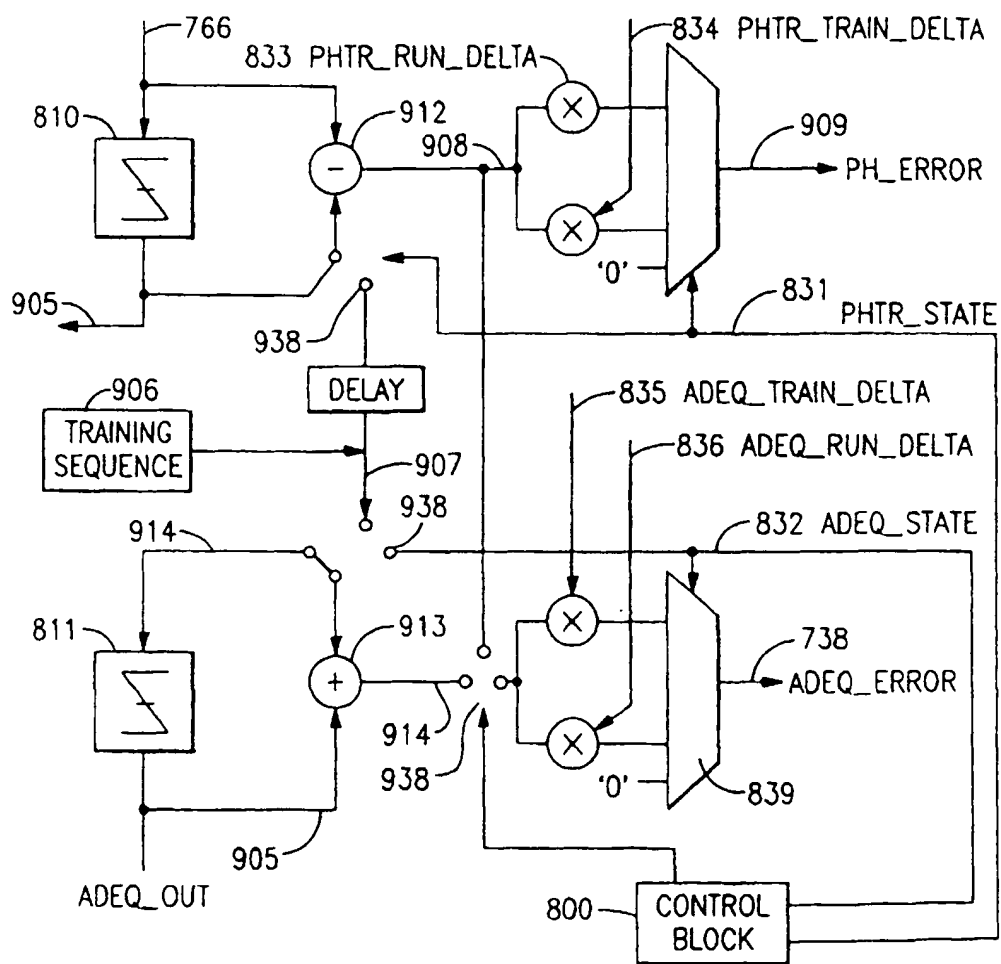 766
834 PHTR_TRAIN_DELTA
833 PHTR_RUN_DELTA
810
912
908
909
PH_ERROR
'0'
905
938
831
PHTR_STATE
DELAY
906
TRAINING
SEQUENCE
907
835 ADEQ_TRAIN_DELTA
836 ADEQ_RUN_DELTA
914
938
832 ADEQ_STATE
811
913
738
ADEQ_ERROR
914
938
'0'
839
905
ADEQ_OUT
800
CONTROL
BLOCK